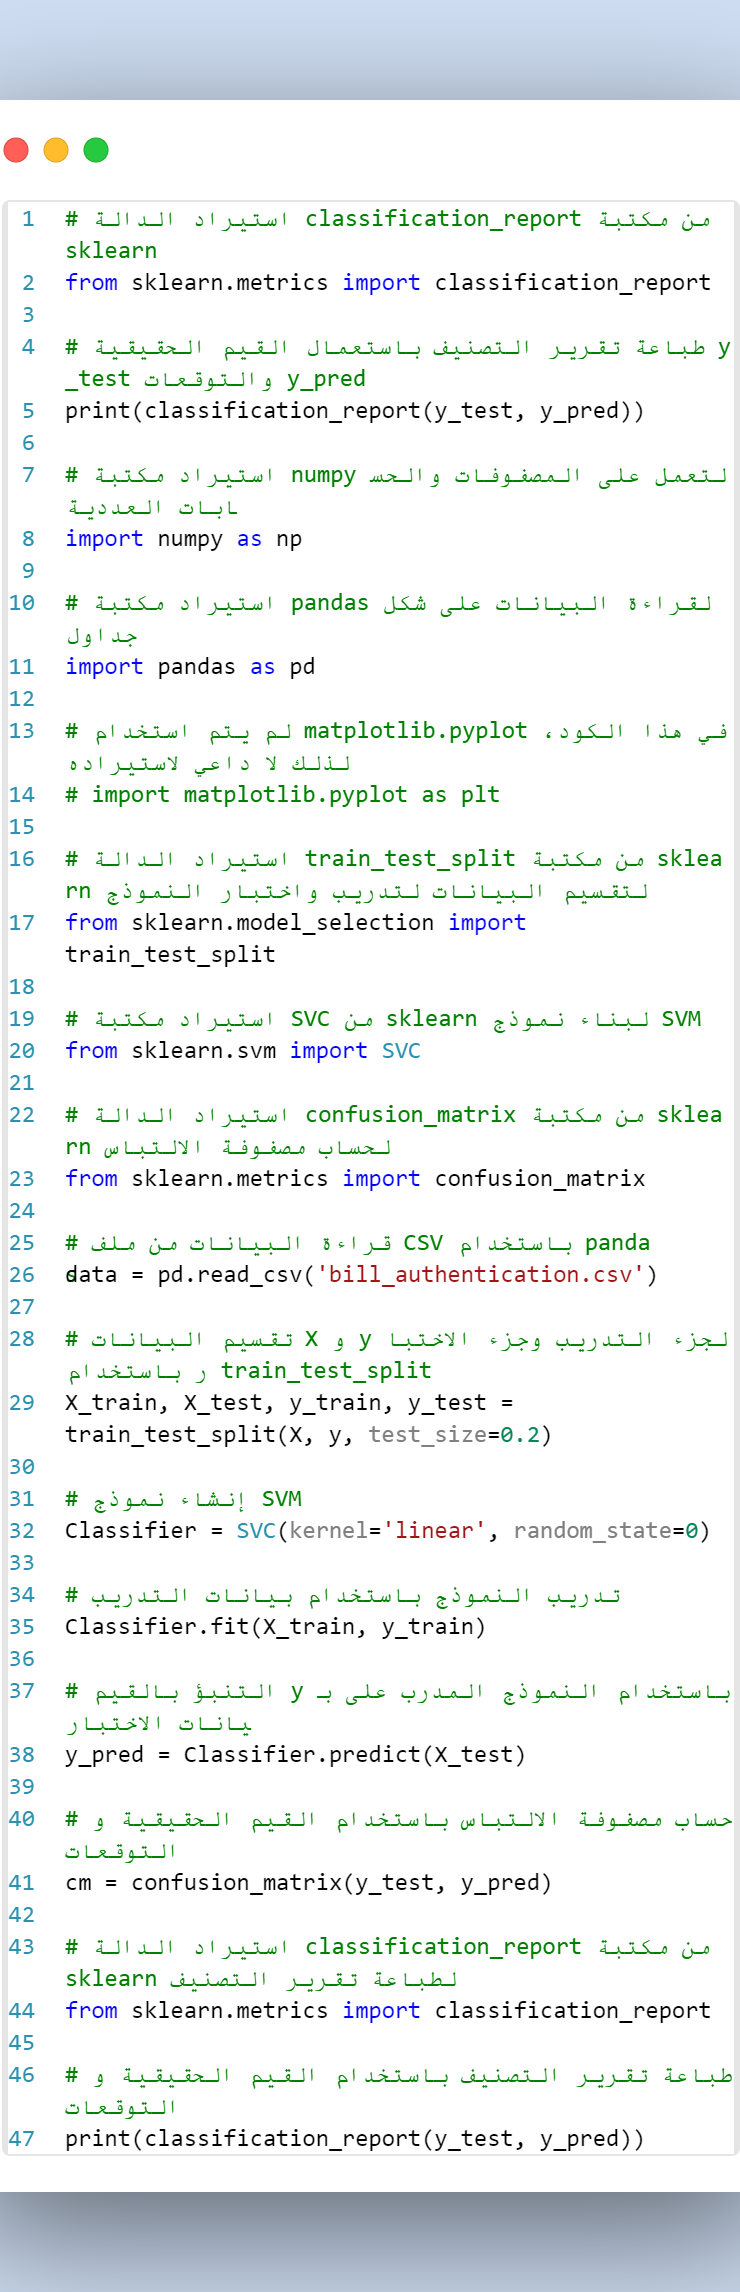 1 # استيراد الدالة classification_report من مكتبة
sklearn
2 from sklearn.metrics import classification_report
3
4 # طباعة تقرير التصنيف باستعمال القيم الحقيقية y
_test والتوقعات y_pred
5 print(classification_report(y_test, y_pred))
6
7 # استيراد مكتبة numpy لتعمل على المصفوفات والحس
ابات العددية
8 import numpy as np
9
10 # استيراد مكتبة pandas لقراءة البيانات على شكل
جداول
11 import pandas as pd
12
13 # لم يتم استخدام matplotlib.pyplot في هذا الكود،
لذلك لا داعي لاستيراده
14 # import matplotlib.pyplot as plt
15
16 # استيراد الدالة train_test_split من مكتبة sklea
rn لتقسيم البيانات لتدريب واختبار النموذج
17 from sklearn.model_selection import
train_test_split
18
19 # استيراد مكتبة SVC من sklearn لبناء نموذج SVM
20 from sklearn.svm import SVC
21
22 # استيراد الدالة confusion_matrix من مكتبة sklea
rn لحساب مصفوفة الالتباس
23 from sklearn.metrics import confusion_matrix
24
25 # قراءة البيانات من ملف CSV باستخدام panda
s
26 data = pd.read_csv('bill_authentication.csv')
27
28 # تقسيم البيانات X و y لجزء التدريب وجزء الاختبا
ر باستخدام train_test_split
29 X_train, X_test, y_train, y_test =
train_test_split(X, y, test_size=0.2)
30
31 # إنشاء نموذج SVM
32 Classifier = SVC(kernel='linear', random_state=0)
33
34 # تدريب النموذج باستخدام بيانات التدريب
35 Classifier.fit(X_train, y_train)
36
37 # التنبؤ بالقيم y باستخدام النموذج المدرب على بـ
يانات الاختبار
38 y_pred = Classifier.predict(X_test)
39
40 # حساب مصفوفة الالتباس باستخدام القيم الحقيقية و
التوقعات
41 cm = confusion_matrix(y_test, y_pred)
42
43 # استيراد الدالة classification_report من مكتبة
sklearn لطباعة تقرير التصنيف
44 from sklearn.metrics import classification_report
45
46 # طباعة تقرير التصنيف باستخدام القيم الحقيقية و
التوقعات
47 print(classification_report(y_test, y_pred))